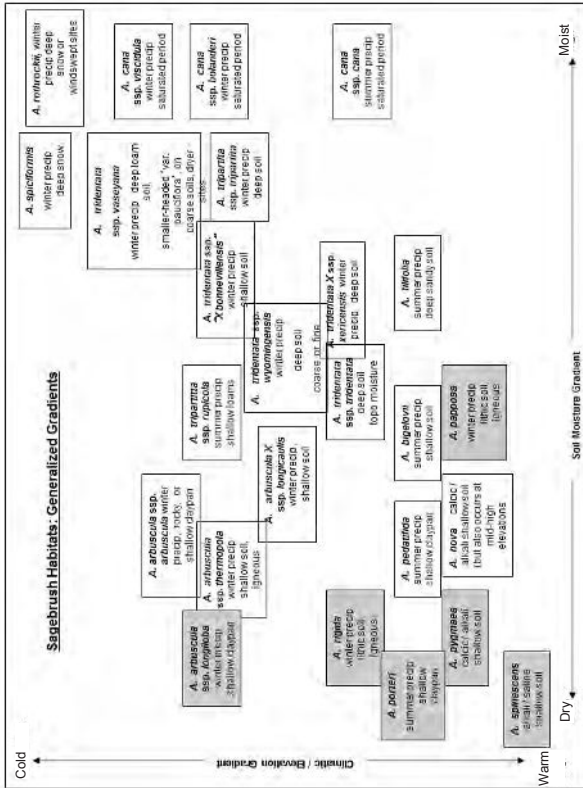 Sagebrush Habitats: Generalized Gradients
Cold
Climatic / Elevation Gradient
Warm
Dry
Soil Moisture Gradient
Moist
A. rothrockii, winter
precip deep
snow or
windswept sites
A. spiciformis
winter precip
deep snow.
A. cana
ssp. viscidula
winter precip
saturated period
A. tridentata
ssp. vaseyana
winter precip deep loam
soil.
smaller-headed "var.
pauciflora", on
coarse soils, dryer
sites
A. cana
ssp. bolanderi
winter precip
saturated period
A. tripartita
ssp. tripartita
winter precip
deep soil
A. tridentata ssp.
"X bonnevillensis"
winter precip
shallow soil
A. arbuscula ssp.
arbuscula winter
precip, rocky, or
shallow claypan
A. tripartita
ssp. rupicola
summer precip
shallow loams
A. tridentata ssp.
wyomingensis
winter precip
deep soil
coarse or fine
A. arbuscula
ssp. thermopola
winter precip
shallow soil,
igneous
A. arbuscula
ssp. longiloba
winter precip
shallow claypan
A. arbuscula X
ssp. longicaulis
winter precip,
shallow soil
A. tridentata X ssp.
xericensis winter
precip, deep soil
A. cana
ssp. cana
summer precip
saturated period
A. tridentata
ssp. tridentata
deep soil
topo moisture
A. rigida
winter precip
lithic soil,
igneous
A. filifolia
summer precip
deep sandy soil
A. bigelovii
summer precip
shallow soil
A. pedatifida
summer precip
shallow claypan
A. porteri
summer precip
shallow
claypan
A. papposa
winter precip
lithic soil,
igneous
A. nova calcic /
alkali shallow soil
(but also occurs at
mid-high
elevations
A. pygmaea
calcic / alkali,
shallow soil
A. spinescens
alkali / saline
shallow soil